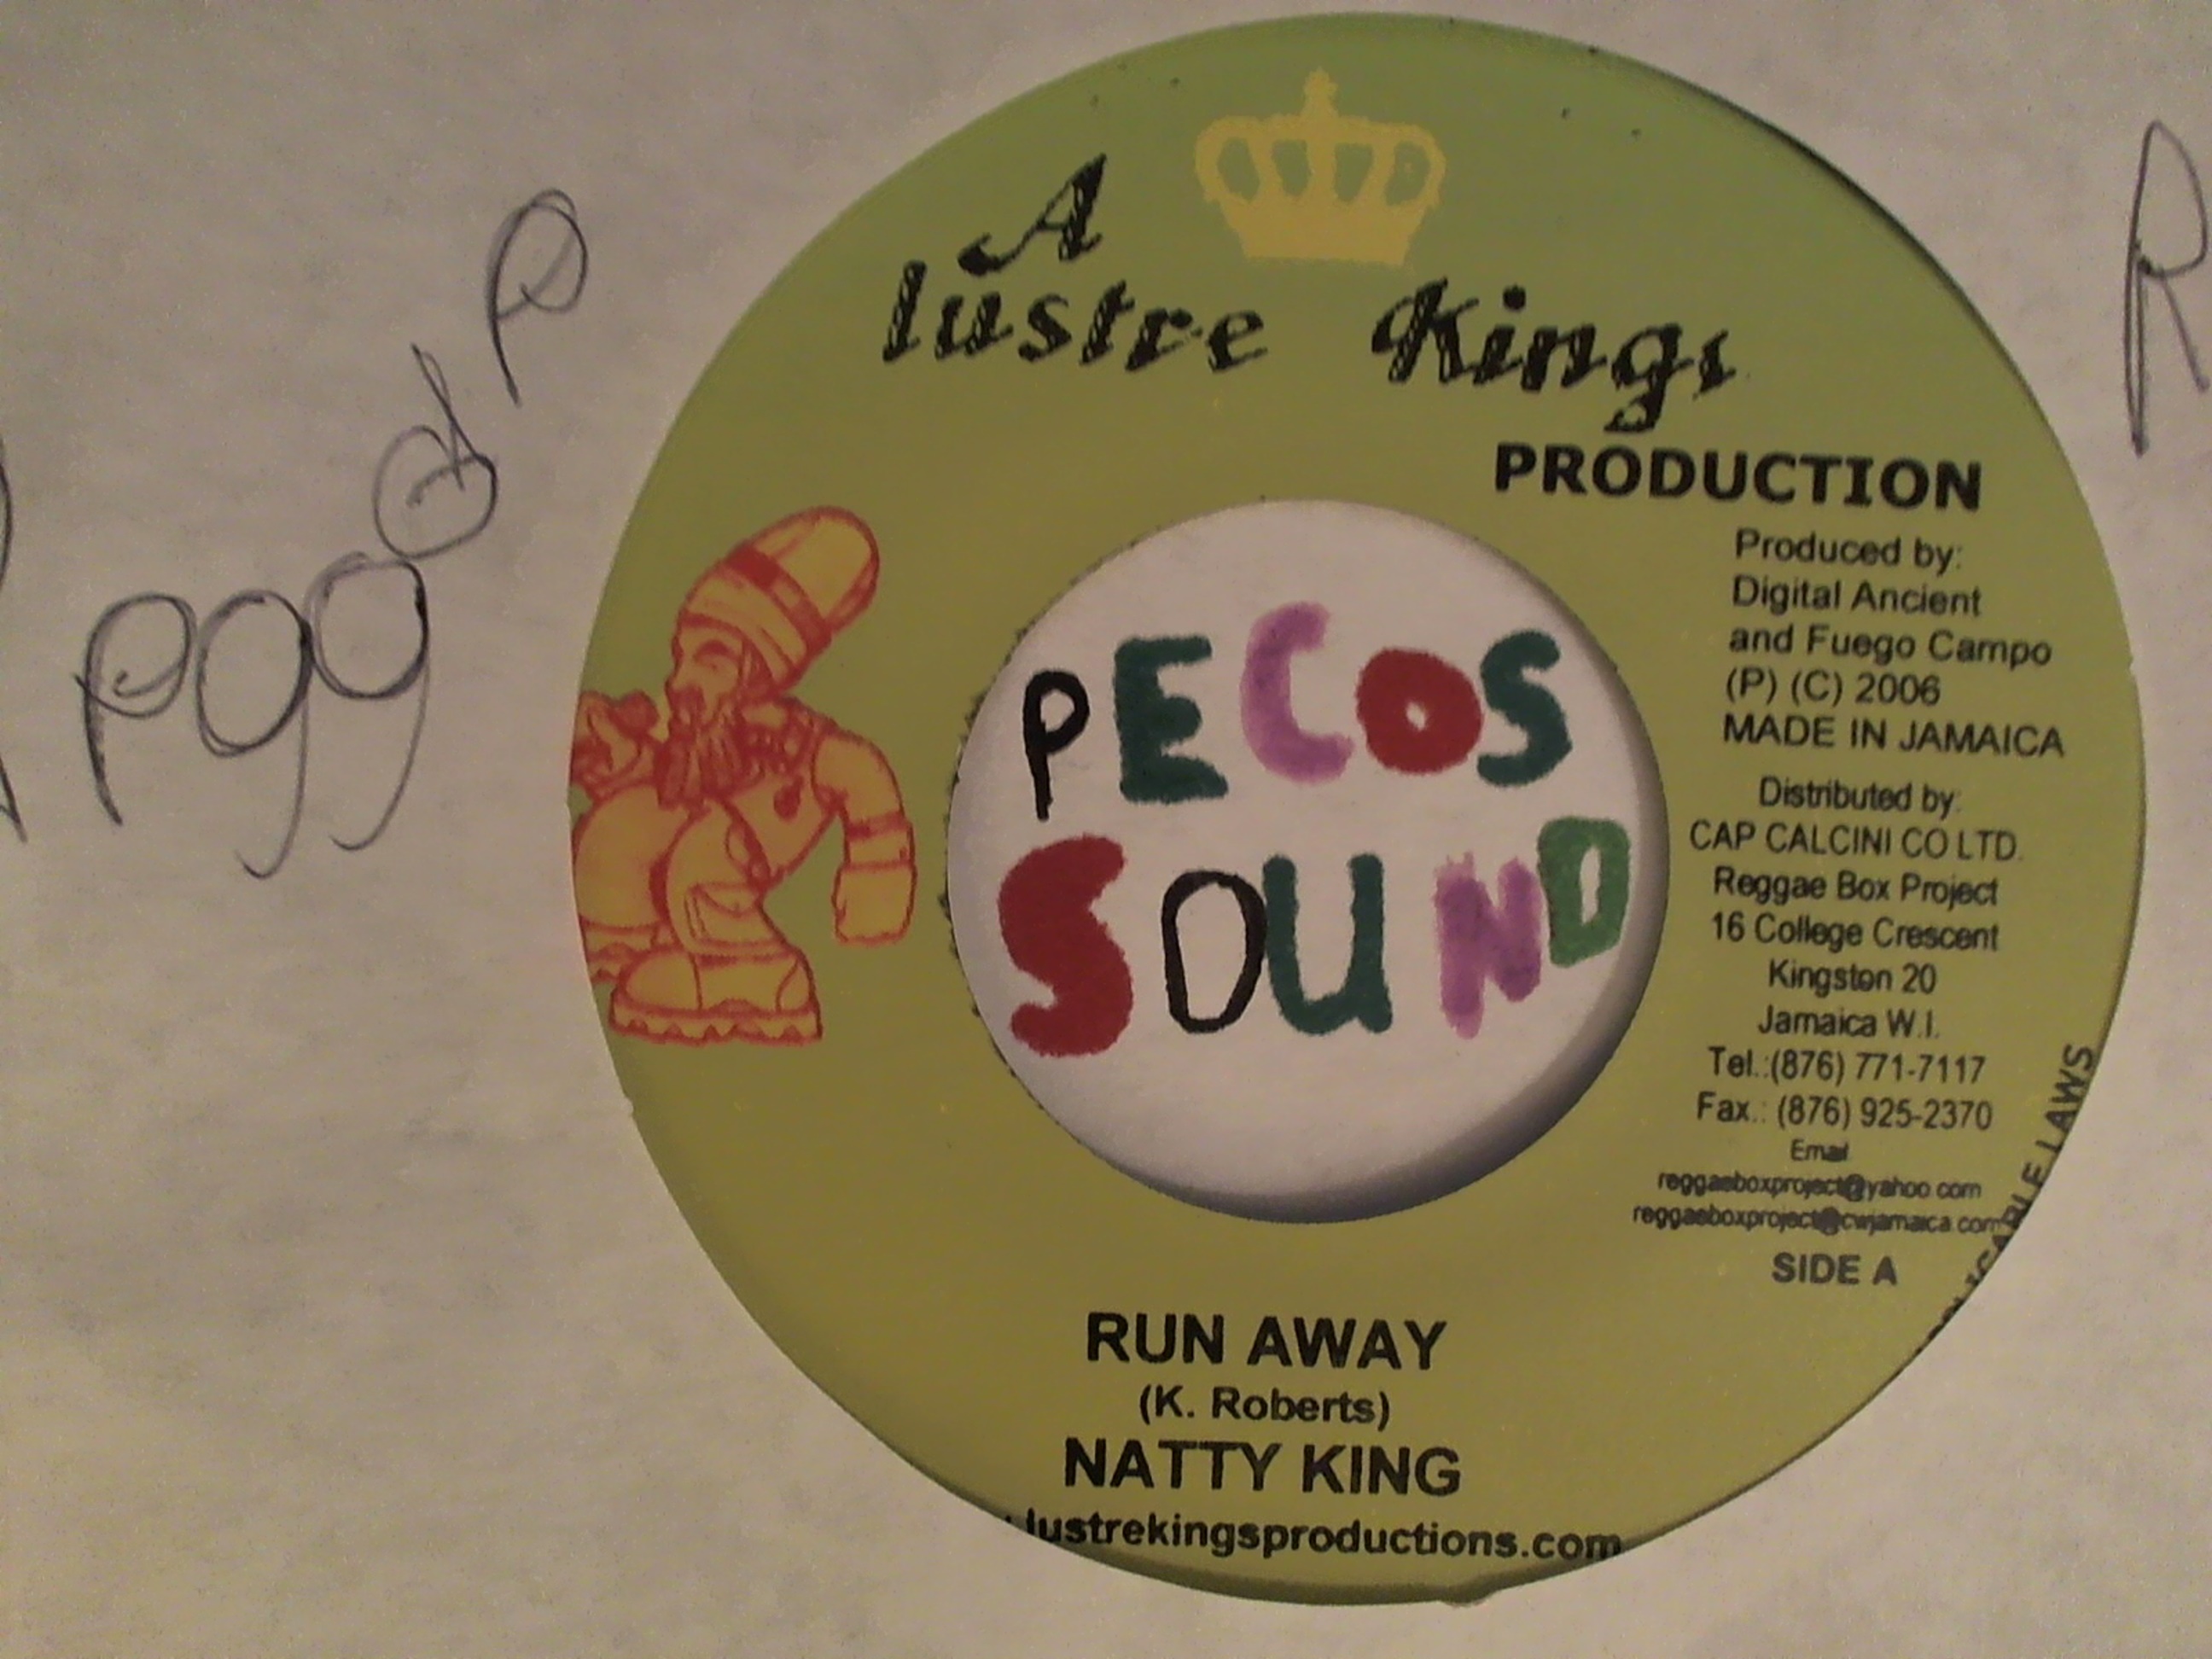 A
lustre Kings
PRODUCTION
Produced by:
Digital Ancient
and Fuego Campo
(P) (C) 2006
MADE IN JAMAICA
Distributed by:
CAP CALCINI CO LTD.
Reggae Box Project
16 College Crescent
Kingston 20
Jamaica W.I.
Tel.:(876) 771-7117
Fax.: (876) 925-2370
Email
reggaeboxproject@yahoo.com
reggaeboxproject@cwjamaica.com
SIDE A
LAWS
PECOS
SOUND
RUN AWAY
(K. Roberts)
NATTY KING
lustrekingsproductions.com
R